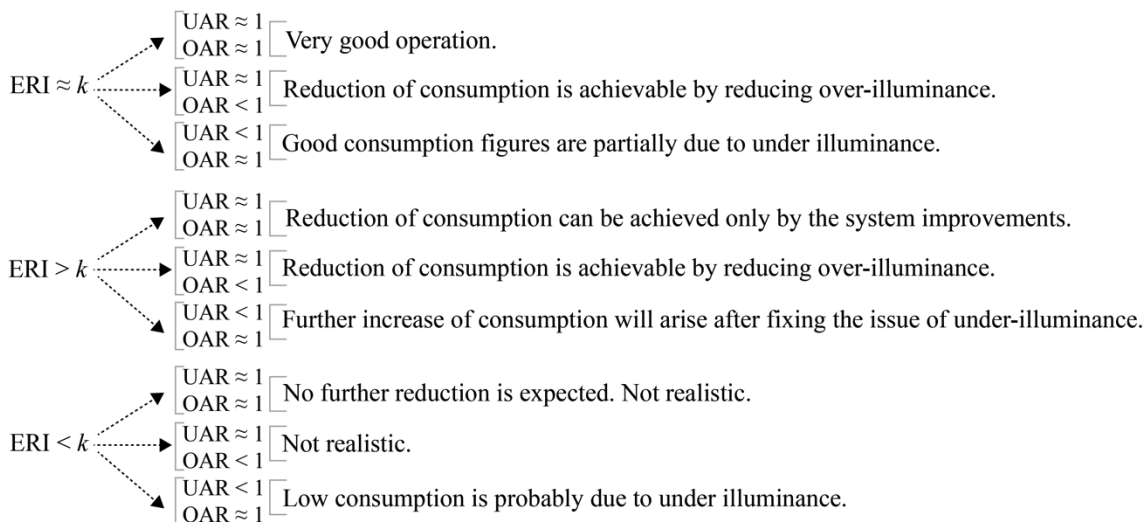 UAR ≈ 1
OAR ≈ 1
Very good operation.
ERI ≈ k
UAR ≈ 1
OAR < 1
Reduction of consumption is achievable by reducing over-illuminance.
UAR < 1
OAR ≈ 1
Good consumption figures are partially due to under illuminance.
UAR ≈ 1
OAR ≈ 1
Reduction of consumption can be achieved only by the system improvements.
ERI > k
UAR ≈ 1
OAR < 1
Reduction of consumption is achievable by reducing over-illuminance.
UAR < 1
OAR ≈ 1
Further increase of consumption will arise after fixing the issue of under-illuminance.
UAR ≈ 1
OAR ≈ 1
No further reduction is expected. Not realistic.
ERI < k
UAR ≈ 1
OAR < 1
Not realistic.
UAR < 1
OAR ≈ 1
Low consumption is probably due to under illuminance.